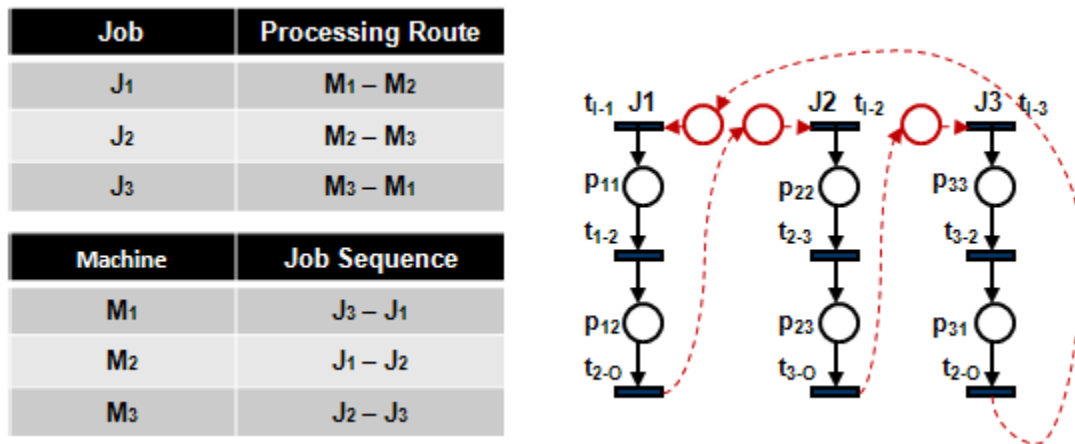 Job Processing Route
J1 M1 – M2
J2 M2 – M3
J3 M3 – M1
Machine Job Sequence
M1 J3 – J1
M2 J1 – J2
M3 J2 – J3
tI-1 J1 J2 tI-2 J3 tI-3
p11 p22 p33
t1-2 t2-3 t3-2
p12 p23 p31
t2-O t3-O t2-O